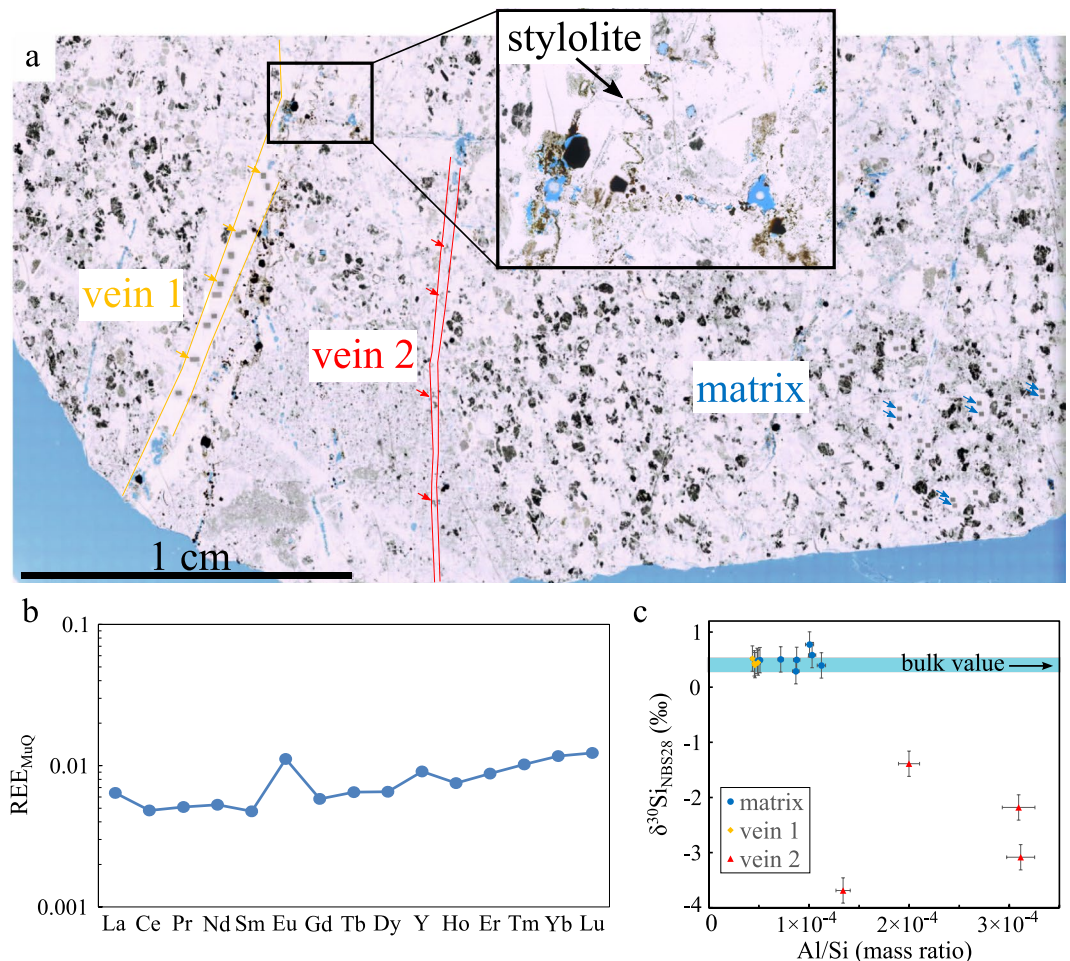 a
stylolite
vein 1
vein 2
matrix
1 cm
b
0.1
0.01
0.001
REE_MuQ
La Ce Pr Nd Sm Eu Gd Tb Dy Y Ho Er Tm Yb Lu
c
1
0
-1
-2
-3
-4
δ³⁰Si_NBS28 (‰)
bulk value
matrix
vein 1
vein 2
0 1×10⁻⁴ 2×10⁻⁴ 3×10⁻⁴
Al/Si (mass ratio)